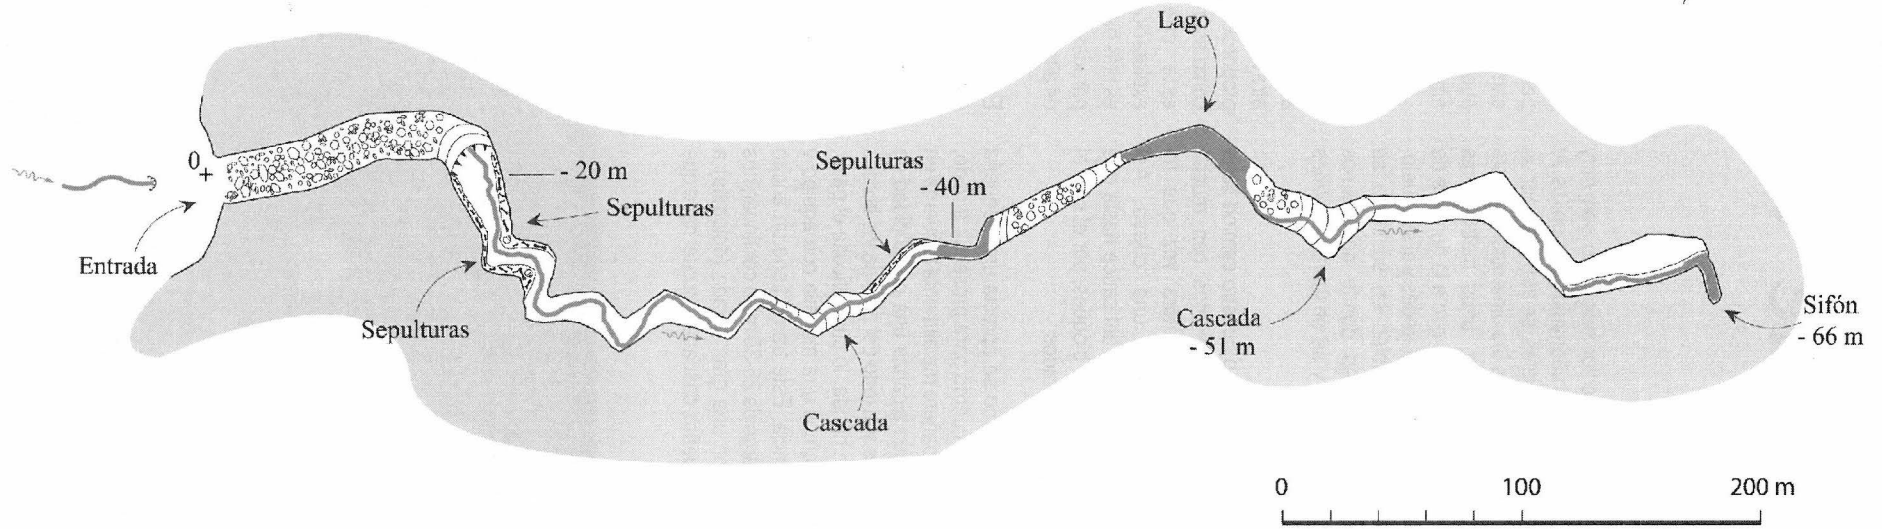 Lago
0
+
- 20 m
Sepulturas
Entrada
Sepulturas
Sepulturas
- 40 m
Cascada
Cascada
- 51 m
Sifón
- 66 m
0 100 200 m